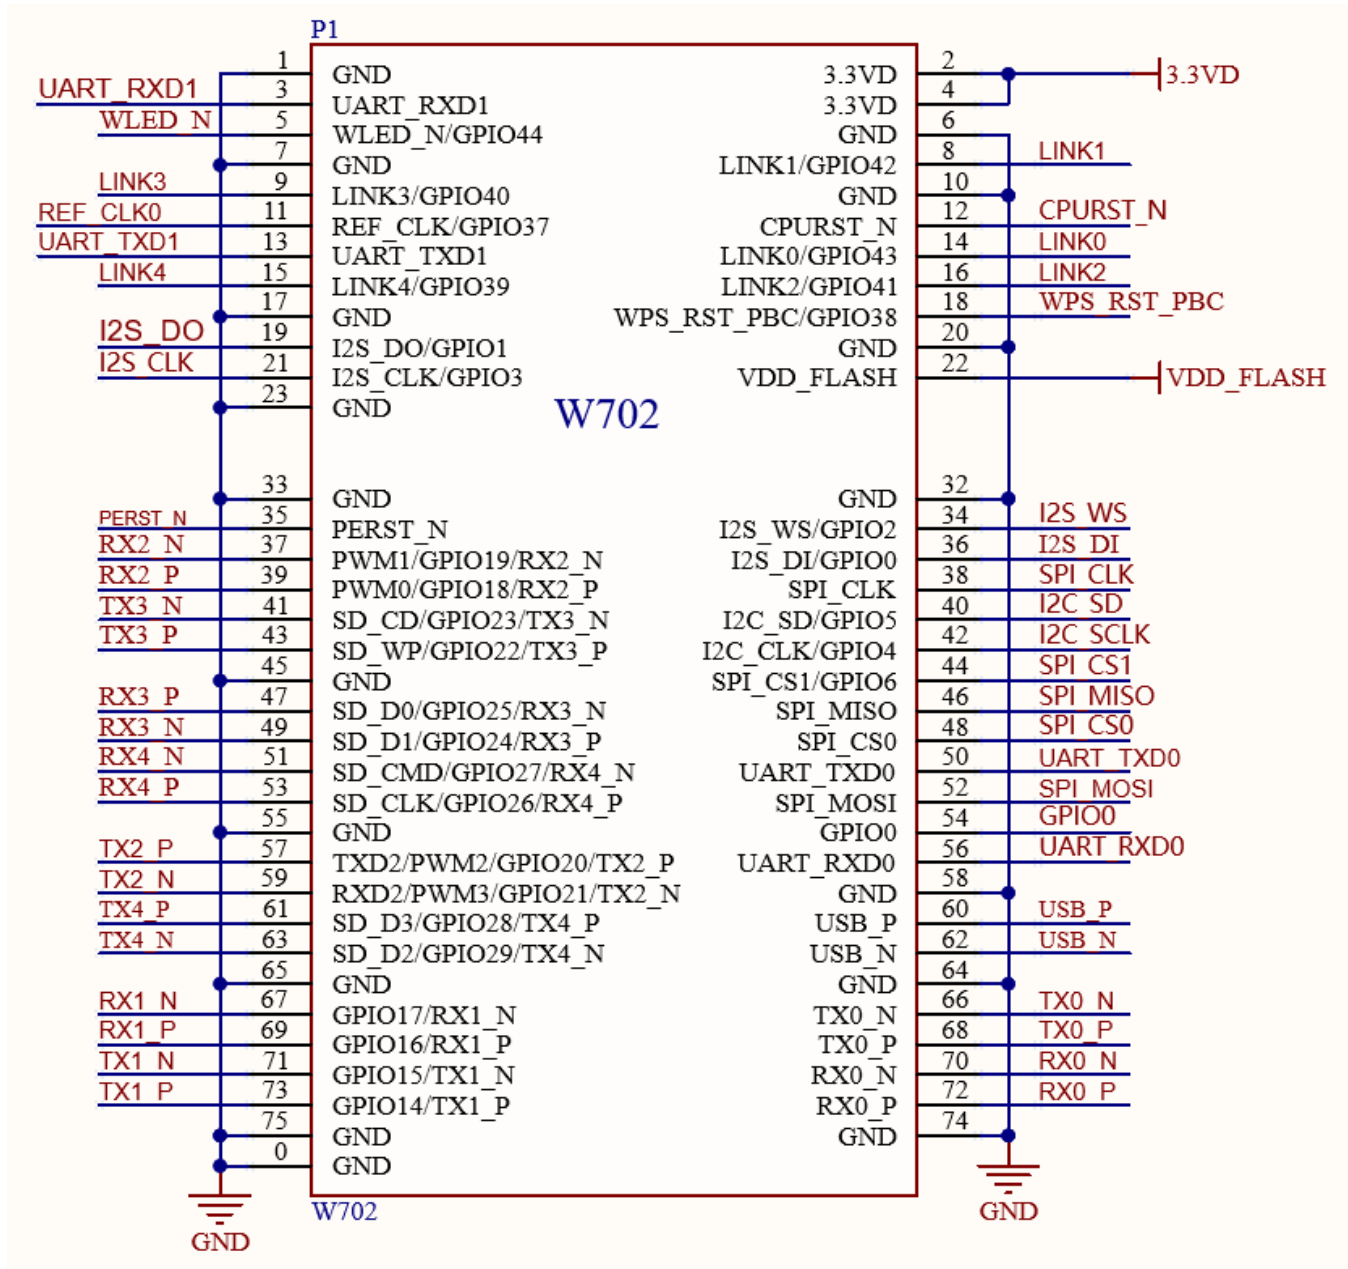 P1
1 GND 3.3VD 2 3.3VD
UART_RXD1 3 UART_RXD1 3.3VD 4
WLED_N 5 WLED_N/GPIO44 GND 6
7 GND LINK1/GPIO42 8 LINK1
LINK3 9 LINK3/GPIO40 GND 10
REF_CLK0 11 REF_CLK/GPIO37 CPURST_N 12 CPURST_N
UART_TXD1 13 UART_TXD1 LINK0/GPIO43 14 LINK0
LINK4 15 LINK4/GPIO39 LINK2/GPIO41 16 LINK2
17 GND WPS_RST_PBC/GPIO38 18 WPS_RST_PBC
I2S_DO 19 I2S_DO/GPIO1 GND 20
I2S_CLK 21 I2S_CLK/GPIO3 VDD_FLASH 22 VDD_FLASH
23 GND
W702
33 GND GND 32
PERST_N 35 PERST_N I2S_WS/GPIO2 34 I2S_WS
RX2_N 37 PWM1/GPIO19/RX2_N I2S_DI/GPIO0 36 I2S_DI
RX2_P 39 PWM0/GPIO18/RX2_P SPI_CLK 38 SPI_CLK
TX3_N 41 SD_CD/GPIO23/TX3_N I2C_SD/GPIO5 40 I2C_SD
TX3_P 43 SD_WP/GPIO22/TX3_P I2C_CLK/GPIO4 42 I2C_SCLK
45 GND SPI_CS1/GPIO6 44 SPI_CS1
RX3_P 47 SD_D0/GPIO25/RX3_N SPI_MISO 46 SPI_MISO
RX3_N 49 SD_D1/GPIO24/RX3_P SPI_CS0 48 SPI_CS0
RX4_N 51 SD_CMD/GPIO27/RX4_N UART_TXD0 50 UART_TXD0
RX4_P 53 SD_CLK/GPIO26/RX4_P SPI_MOSI 52 SPI_MOSI
55 GND GPIO0 54 GPIO0
TX2_P 57 TXD2/PWM2/GPIO20/TX2_P UART_RXD0 56 UART_RXD0
TX2_N 59 RXD2/PWM3/GPIO21/TX2_N GND 58
TX4_P 61 SD_D3/GPIO28/TX4_P USB_P 60 USB_P
TX4_N 63 SD_D2/GPIO29/TX4_N USB_N 62 USB_N
65 GND GND 64
RX1_N 67 GPIO17/RX1_N TX0_N 66 TX0_N
RX1_P 69 GPIO16/RX1_P TX0_P 68 TX0_P
TX1_N 71 GPIO15/TX1_N RX0_N 70 RX0_N
TX1_P 73 GPIO14/TX1_P RX0_P 72 RX0_P
75 GND GND 74
0 GND
W702 GND
GND